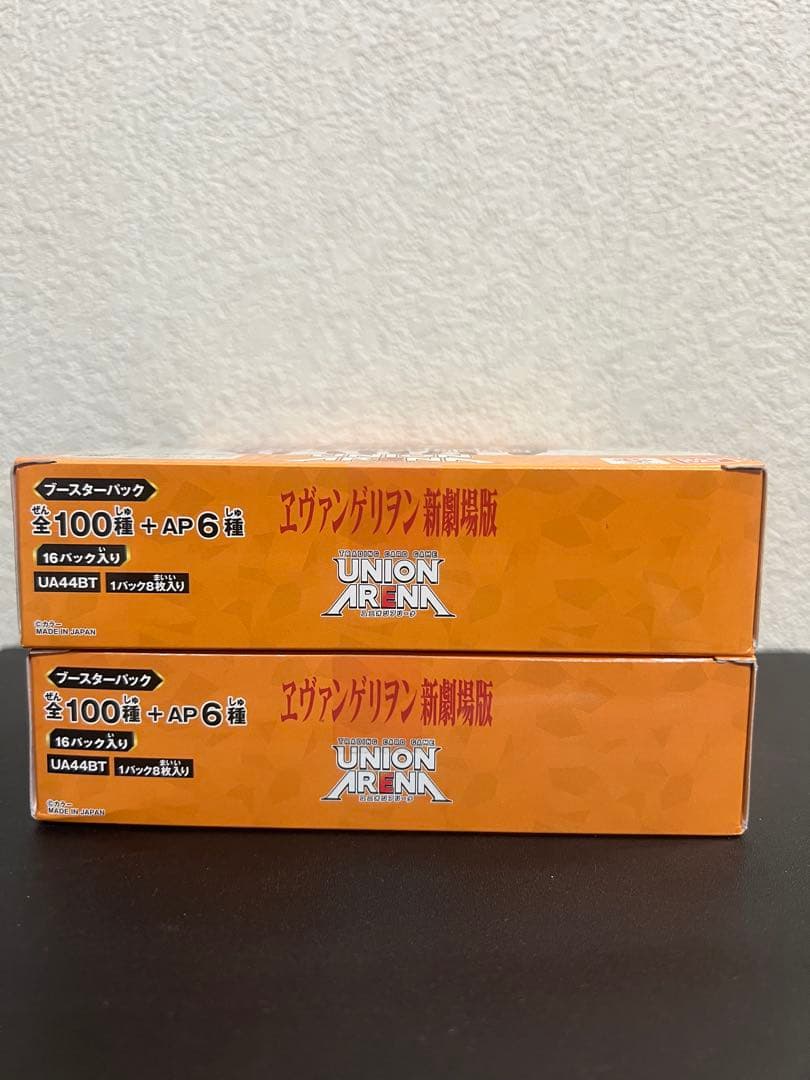 ブースターパック
ぜん しゅ しゅ
全100種 + AP 6種
16パック入り
まい い
UA44BT 1パック8枚入り
©カラー
MADE IN JAPAN
ヱヴァンゲリヲン 新劇場版
TRADING CARD GAME
UNION
ARENA
ブースターパック
ぜん しゅ しゅ
全100種 + AP 6種
16パック入り
まい い
UA44BT 1パック8枚入り
©カラー
MADE IN JAPAN
ヱヴァンゲリヲン 新劇場版
TRADING CARD GAME
UNION
ARENA